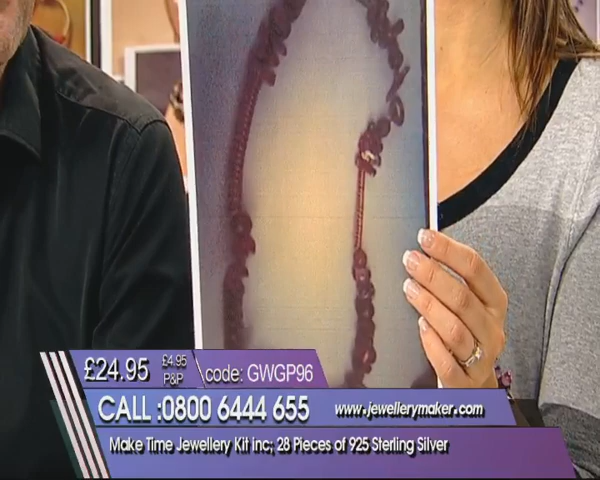 £24.95 £4.95 P&P code: GWGP96
CALL :0800 6444 655 www.jewellerymaker.com
Make Time Jewellery Kit inc; 28 Pieces of 925 Sterling Silver